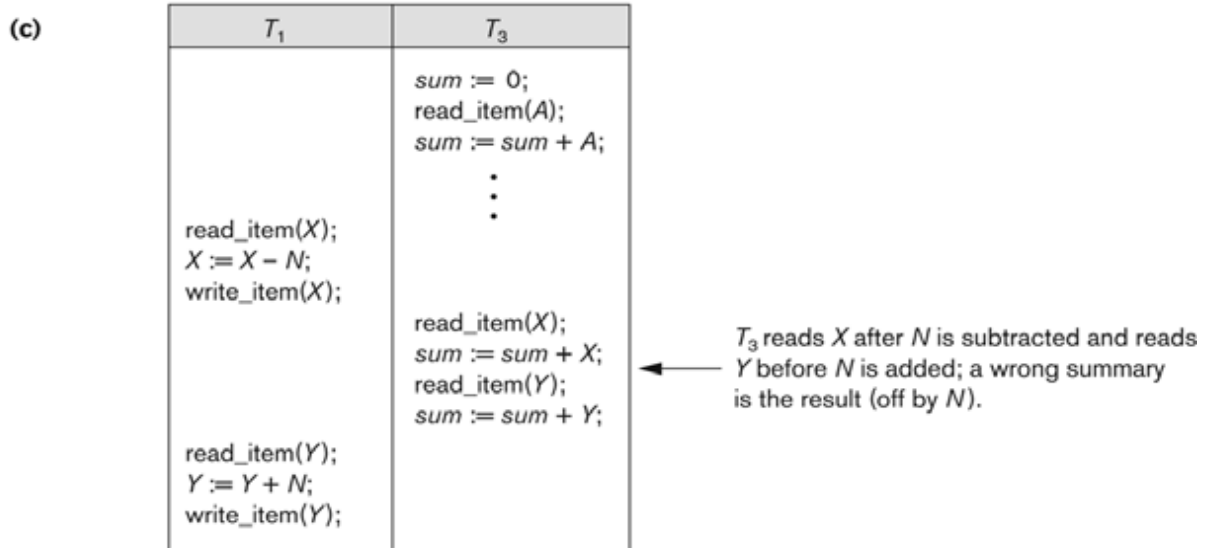 (c)
T₁ T₃
sum := 0;
read_item(A);
sum := sum + A;
read_item(X);
X := X – N;
write_item(X);
read_item(X);
sum := sum + X;
read_item(Y);
sum := sum + Y;
T₃ reads X after N is subtracted and reads
Y before N is added; a wrong summary
is the result (off by N).
read_item(Y);
Y := Y + N;
write_item(Y);